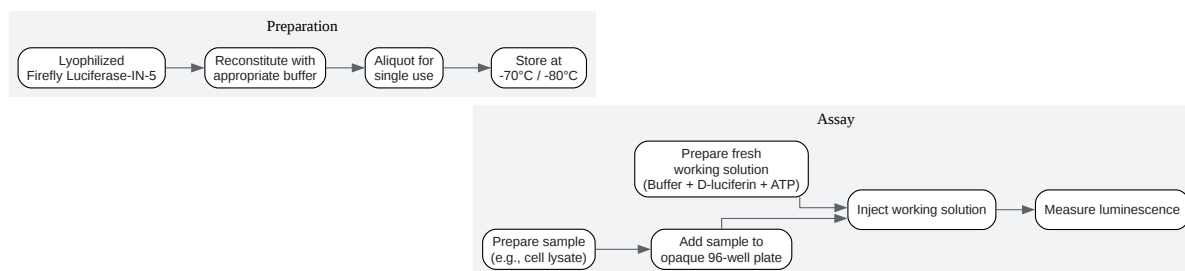 Preparation
Lyophilized
Firefly Luciferase-IN-5
Reconstitute with
appropriate buffer
Aliquot for
single use
Store at
-70°C / -80°C
Assay
Prepare fresh
working solution
(Buffer + D-luciferin + ATP)
Prepare sample
(e.g., cell lysate)
Add sample to
opaque 96-well plate
Inject working solution
Measure luminescence